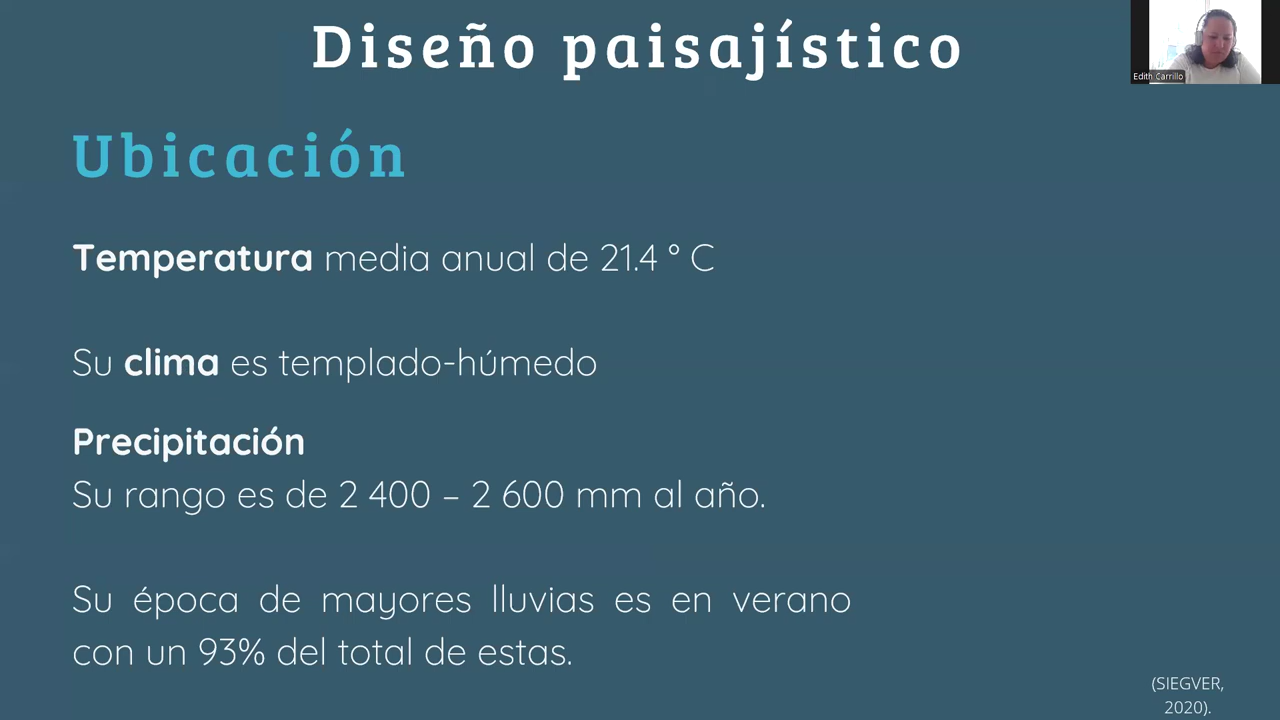 Diseño paisajístico
Edith Carrillo
Ubicación
Temperatura media anual de 21.4 ° C
Su clima es templado-húmedo
Precipitación
Su rango es de 2 400 – 2 600 mm al año.
Su época de mayores lluvias es en verano
con un 93% del total de estas.
(SIEGVER,
2020).